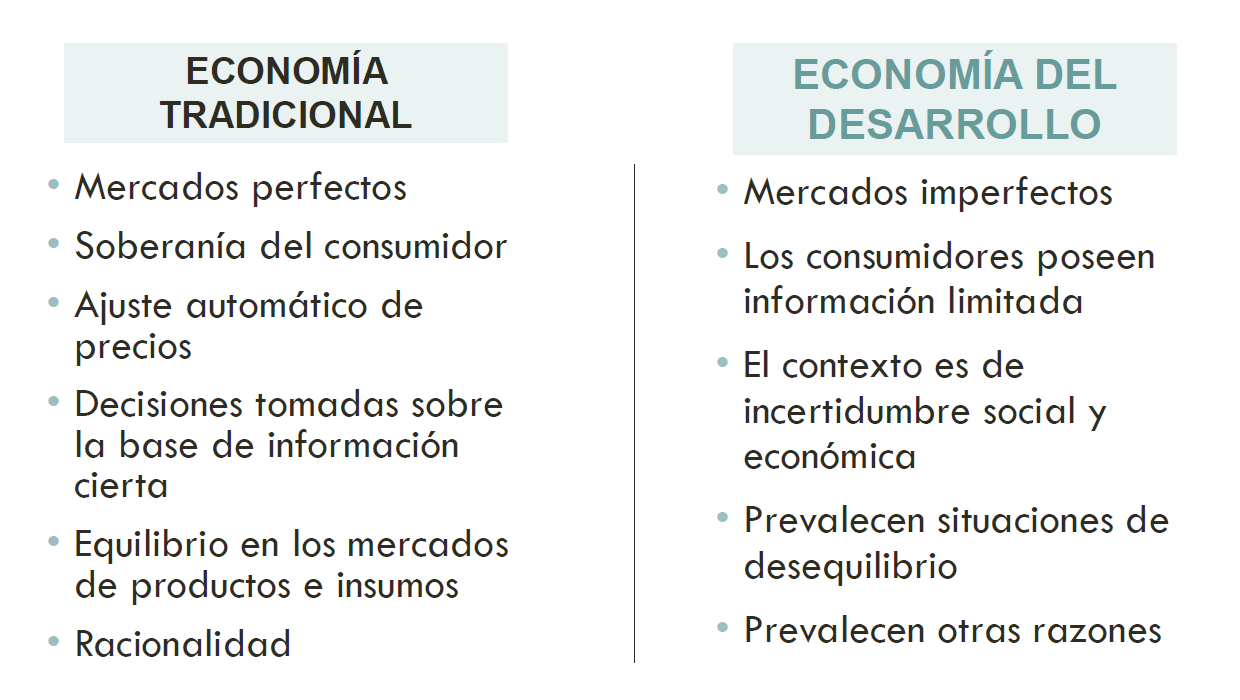 ECONOMÍA
TRADICIONAL
• Mercados perfectos
• Soberanía del consumidor
• Ajuste automático de
precios
• Decisiones tomadas sobre
la base de información
cierta
• Equilibrio en los mercados
de productos e insumos
• Racionalidad
ECONOMÍA DEL
DESARROLLO
• Mercados imperfectos
• Los consumidores poseen
información limitada
• El contexto es de
incertidumbre social y
económica
• Prevalecen situaciones de
desequilibrio
• Prevalecen otras razones